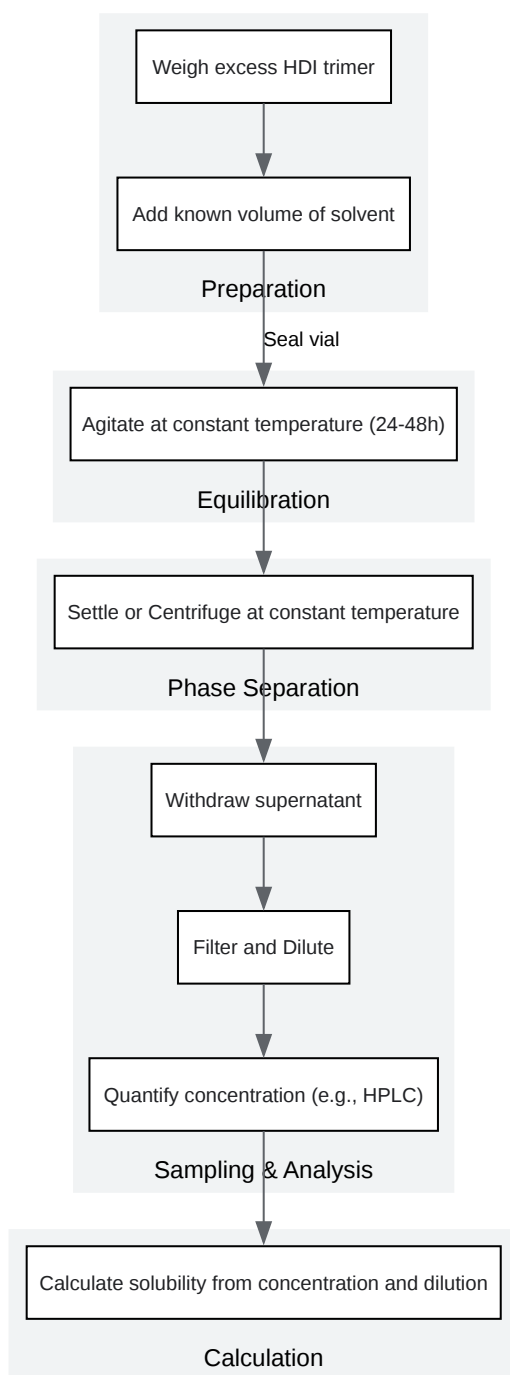 Weigh excess HDI trimer
Add known volume of solvent
Preparation
Seal vial
Agitate at constant temperature (24-48h)
Equilibration
Settle or Centrifuge at constant temperature
Phase Separation
Withdraw supernatant
Filter and Dilute
Quantify concentration (e.g., HPLC)
Sampling & Analysis
Calculate solubility from concentration and dilution
Calculation